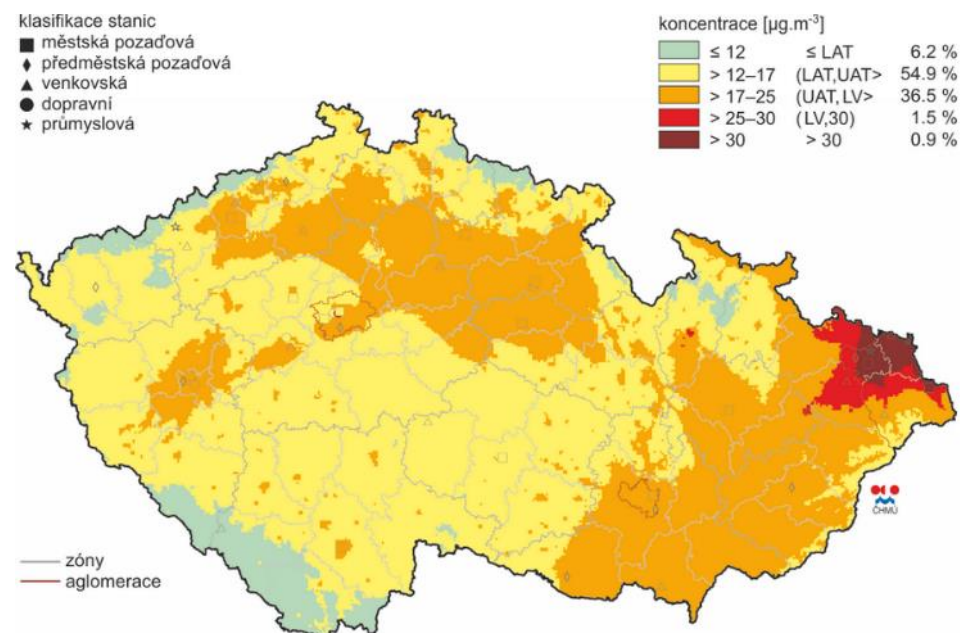 klasifikace stanic
městská pozaďová
předměstská pozaďová
venkovská
dopravní
průmyslová
koncentrace [µg.m⁻³]
≤ 12 ≤ LAT 6.2 %
> 12–17 (LAT,UAT> 54.9 %
> 17–25 (UAT, LV> 36.5 %
> 25–30 (LV,30) 1.5 %
> 30 > 30 0.9 %
ČHMÚ
zóny
aglomerace